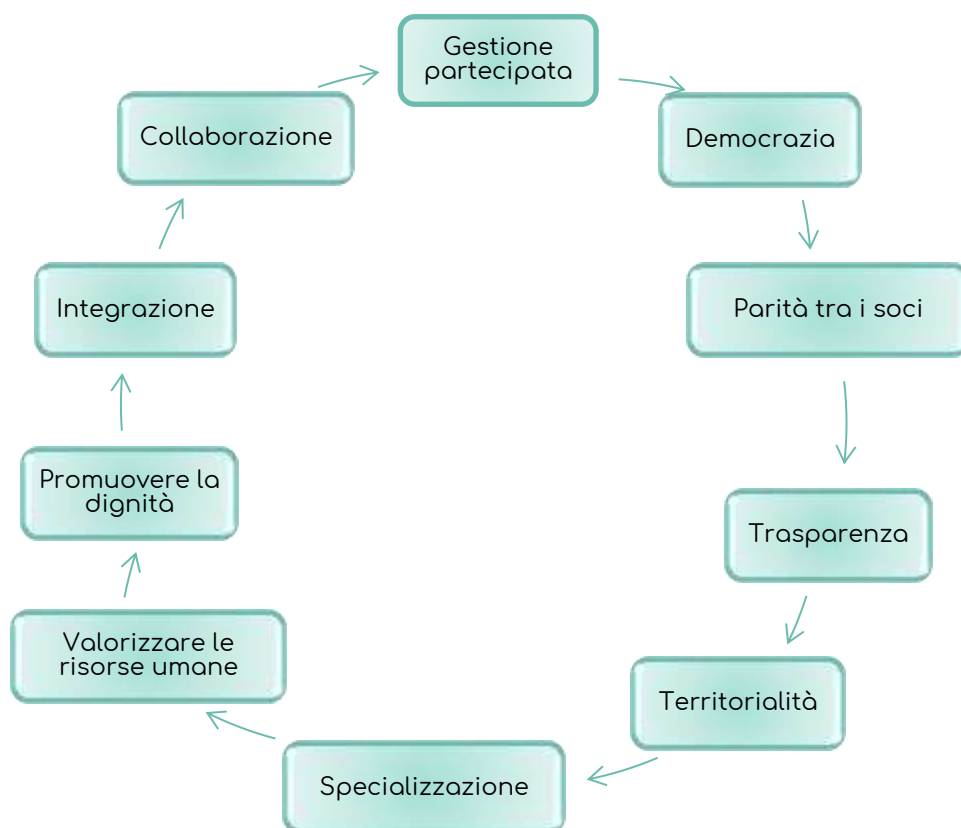 Gestione
partecipata
Democrazia
Parità tra i soci
Trasparenza
Territorialità
Specializzazione
Valorizzare le
risorse umane
Promuovere la
dignità
Integrazione
Collaborazione